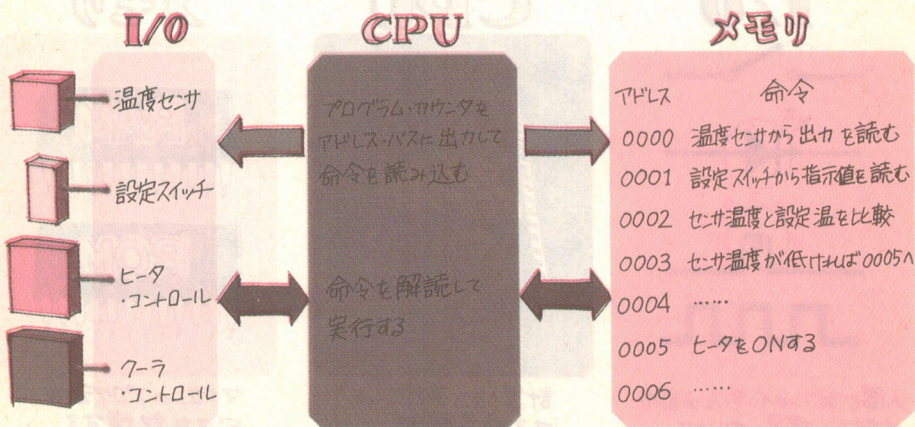 I/O
温度センサ
設定スイッチ
ヒータ
・コントロール
クーラ
・コントロール
CPU
プログラム・カウンタを
アドレス・バスに出力して
命令を読み込む
命令を解読して
実行する
メモリ
アドレス 命令
0000 温度センサから出力を読む
0001 設定スイッチから指示値を読む
0002 センサ温度と設定温を比較
0003 センサ温度が低ければ0005へ
0004 ……
0005 ヒータをONする
0006 ……